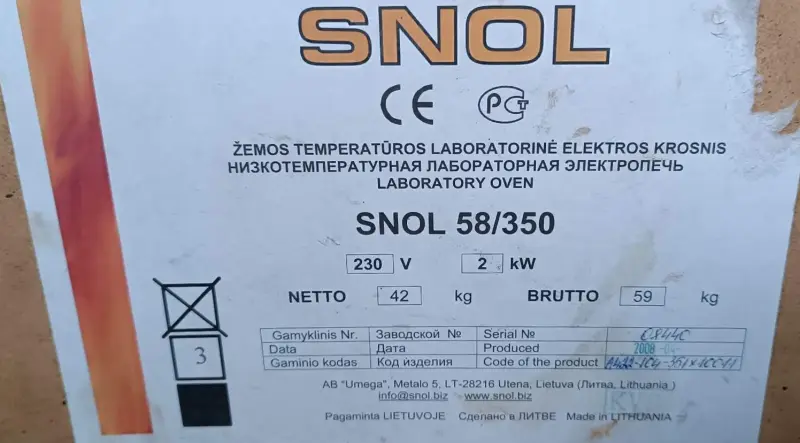 SNOL
CE PCT
ŽEMOS TEMPERATŪROS LABORATORINĖ ELEKTROS KROSNIS
НИЗКОТЕМПЕРАТУРНАЯ ЛАБОРАТОРНАЯ ЭЛЕКТРОПЕЧЬ
LABORATORY OVEN
SNOL 58/350
230 V 2 kW
NETTO 42 kg BRUTTO 59 kg
3
Gamyklinis Nr. Заводской № Serial №
Data Дата Produced 2008
Gaminio kodas Код изделия Code of the product
AB "Umega", Metalo 5, LT-28216 Utena, Lietuva (Литва, Lithuania )
info@snol.biz www.snol.biz
Pagaminta LIETUVOJE Сделано в ЛИТВЕ Made in LITHUANIA